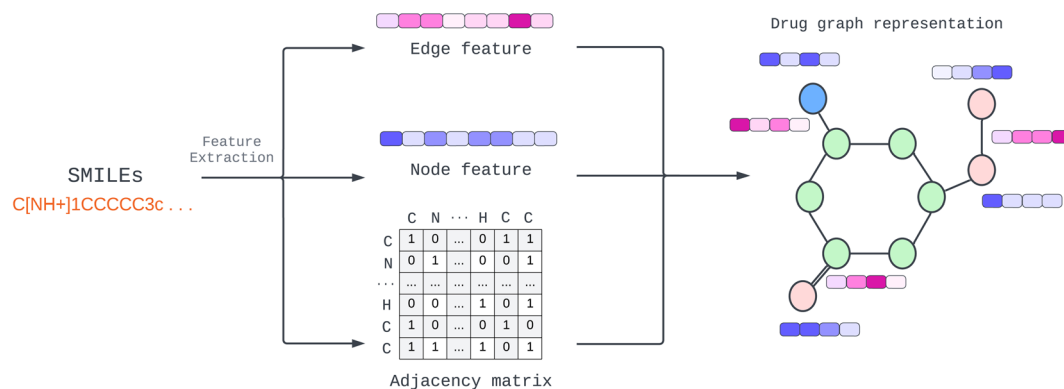 Drug graph representation
Edge feature
Feature
Extraction
Node feature
SMILEs
C[NH+]1CCCCC3c . . .
C N ··· H C C
C 1 0 ... 0 1 1
N 0 1 ... 0 0 1
··· ... ... ... ... ... ...
H 0 0 ... 1 0 1
C 1 0 ... 0 1 0
C 1 1 ... 1 0 1
Adjacency matrix